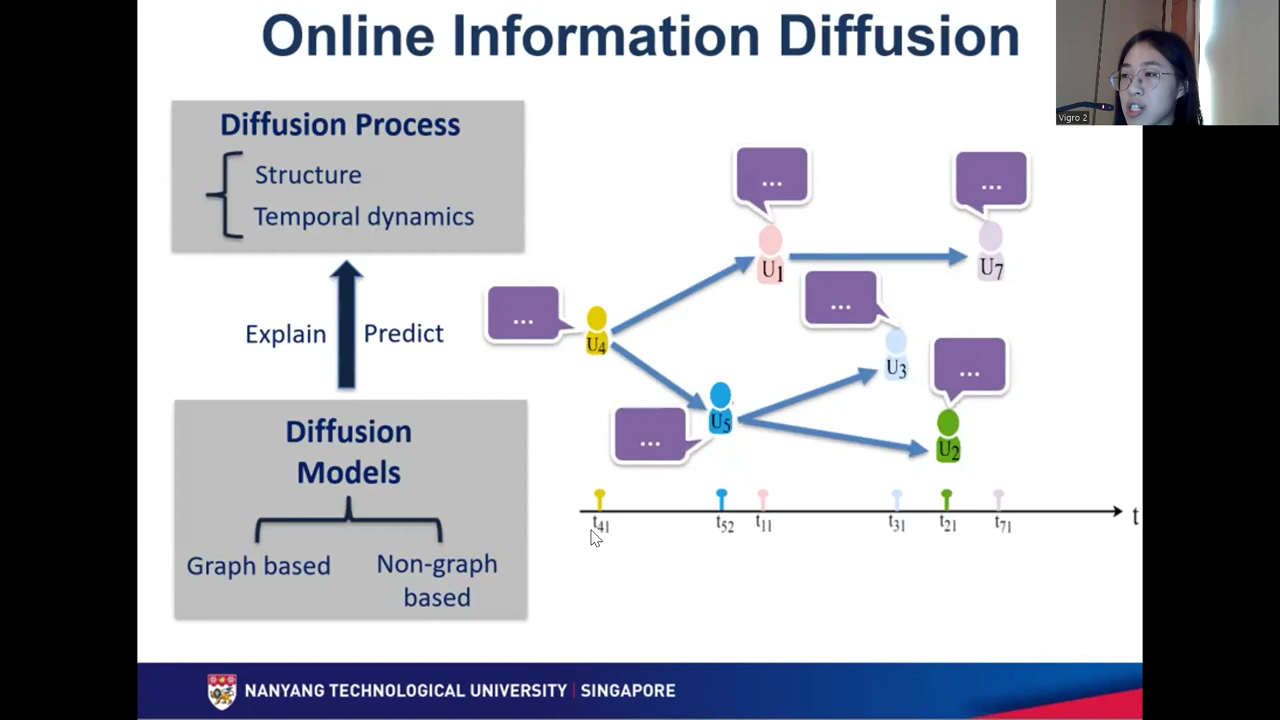 Online Information Diffusion
Vigro 2
Diffusion Process
Structure
Temporal dynamics
Explain
Predict
Diffusion
Models
Graph based
Non-graph
based
...
U1
...
U7
...
U4
...
U3
...
U5
...
U2
t41
t52
t11
t31
t21
t71
t
NANYANG TECHNOLOGICAL UNIVERSITY | SINGAPORE